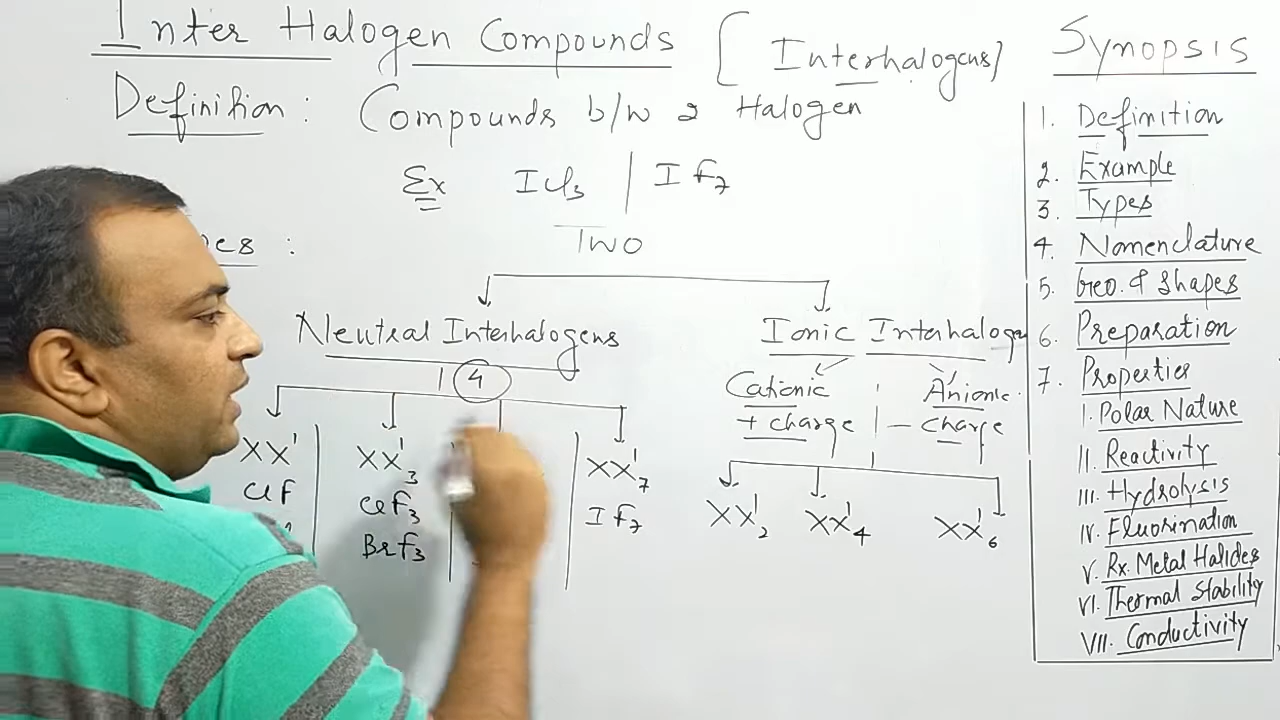 Inter Halogen Compounds [Interhalogens]
Definition: Compounds b/w 2 Halogen
Ex ICl3 | If7
Two
pes :
Neutral Interhalogens
4
XX' | XX'3 | XX'7
Clf | Clf3 | If7
Brf3
Ionic Interhaloge
Cationic | Anionic
+ charge | - charge
XX'2 XX'4 XX'6
Synopsis
1. Definition
2. Example
3. Types
4. Nomenclature
5. Geo. & Shapes
6. Preparation
7. Properties
I. Polar Nature
II. Reactivity
III. Hydrolysis
IV. Fluorination
V. Rx. Metal Halides
VI. Thermal Stability
VII. Conductivity